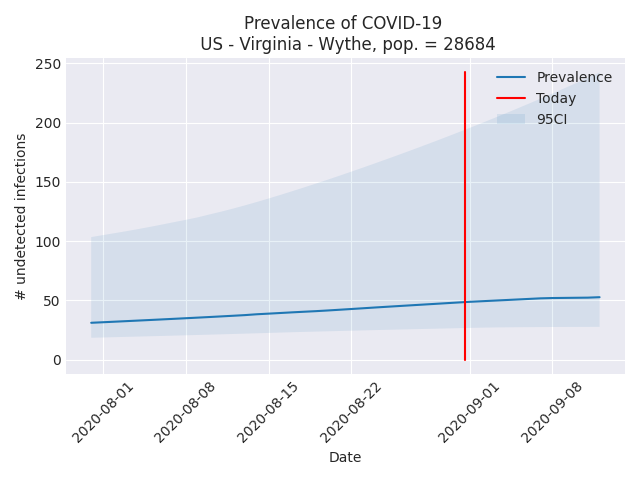 Prevalence of COVID-19
US - Virginia - Wythe, pop. = 28684
250
200
150
100
50
0
# undetected infections
Prevalence
Today
95CI
2020-08-01
2020-08-08
2020-08-15
2020-08-22
2020-09-01
2020-09-08
Date